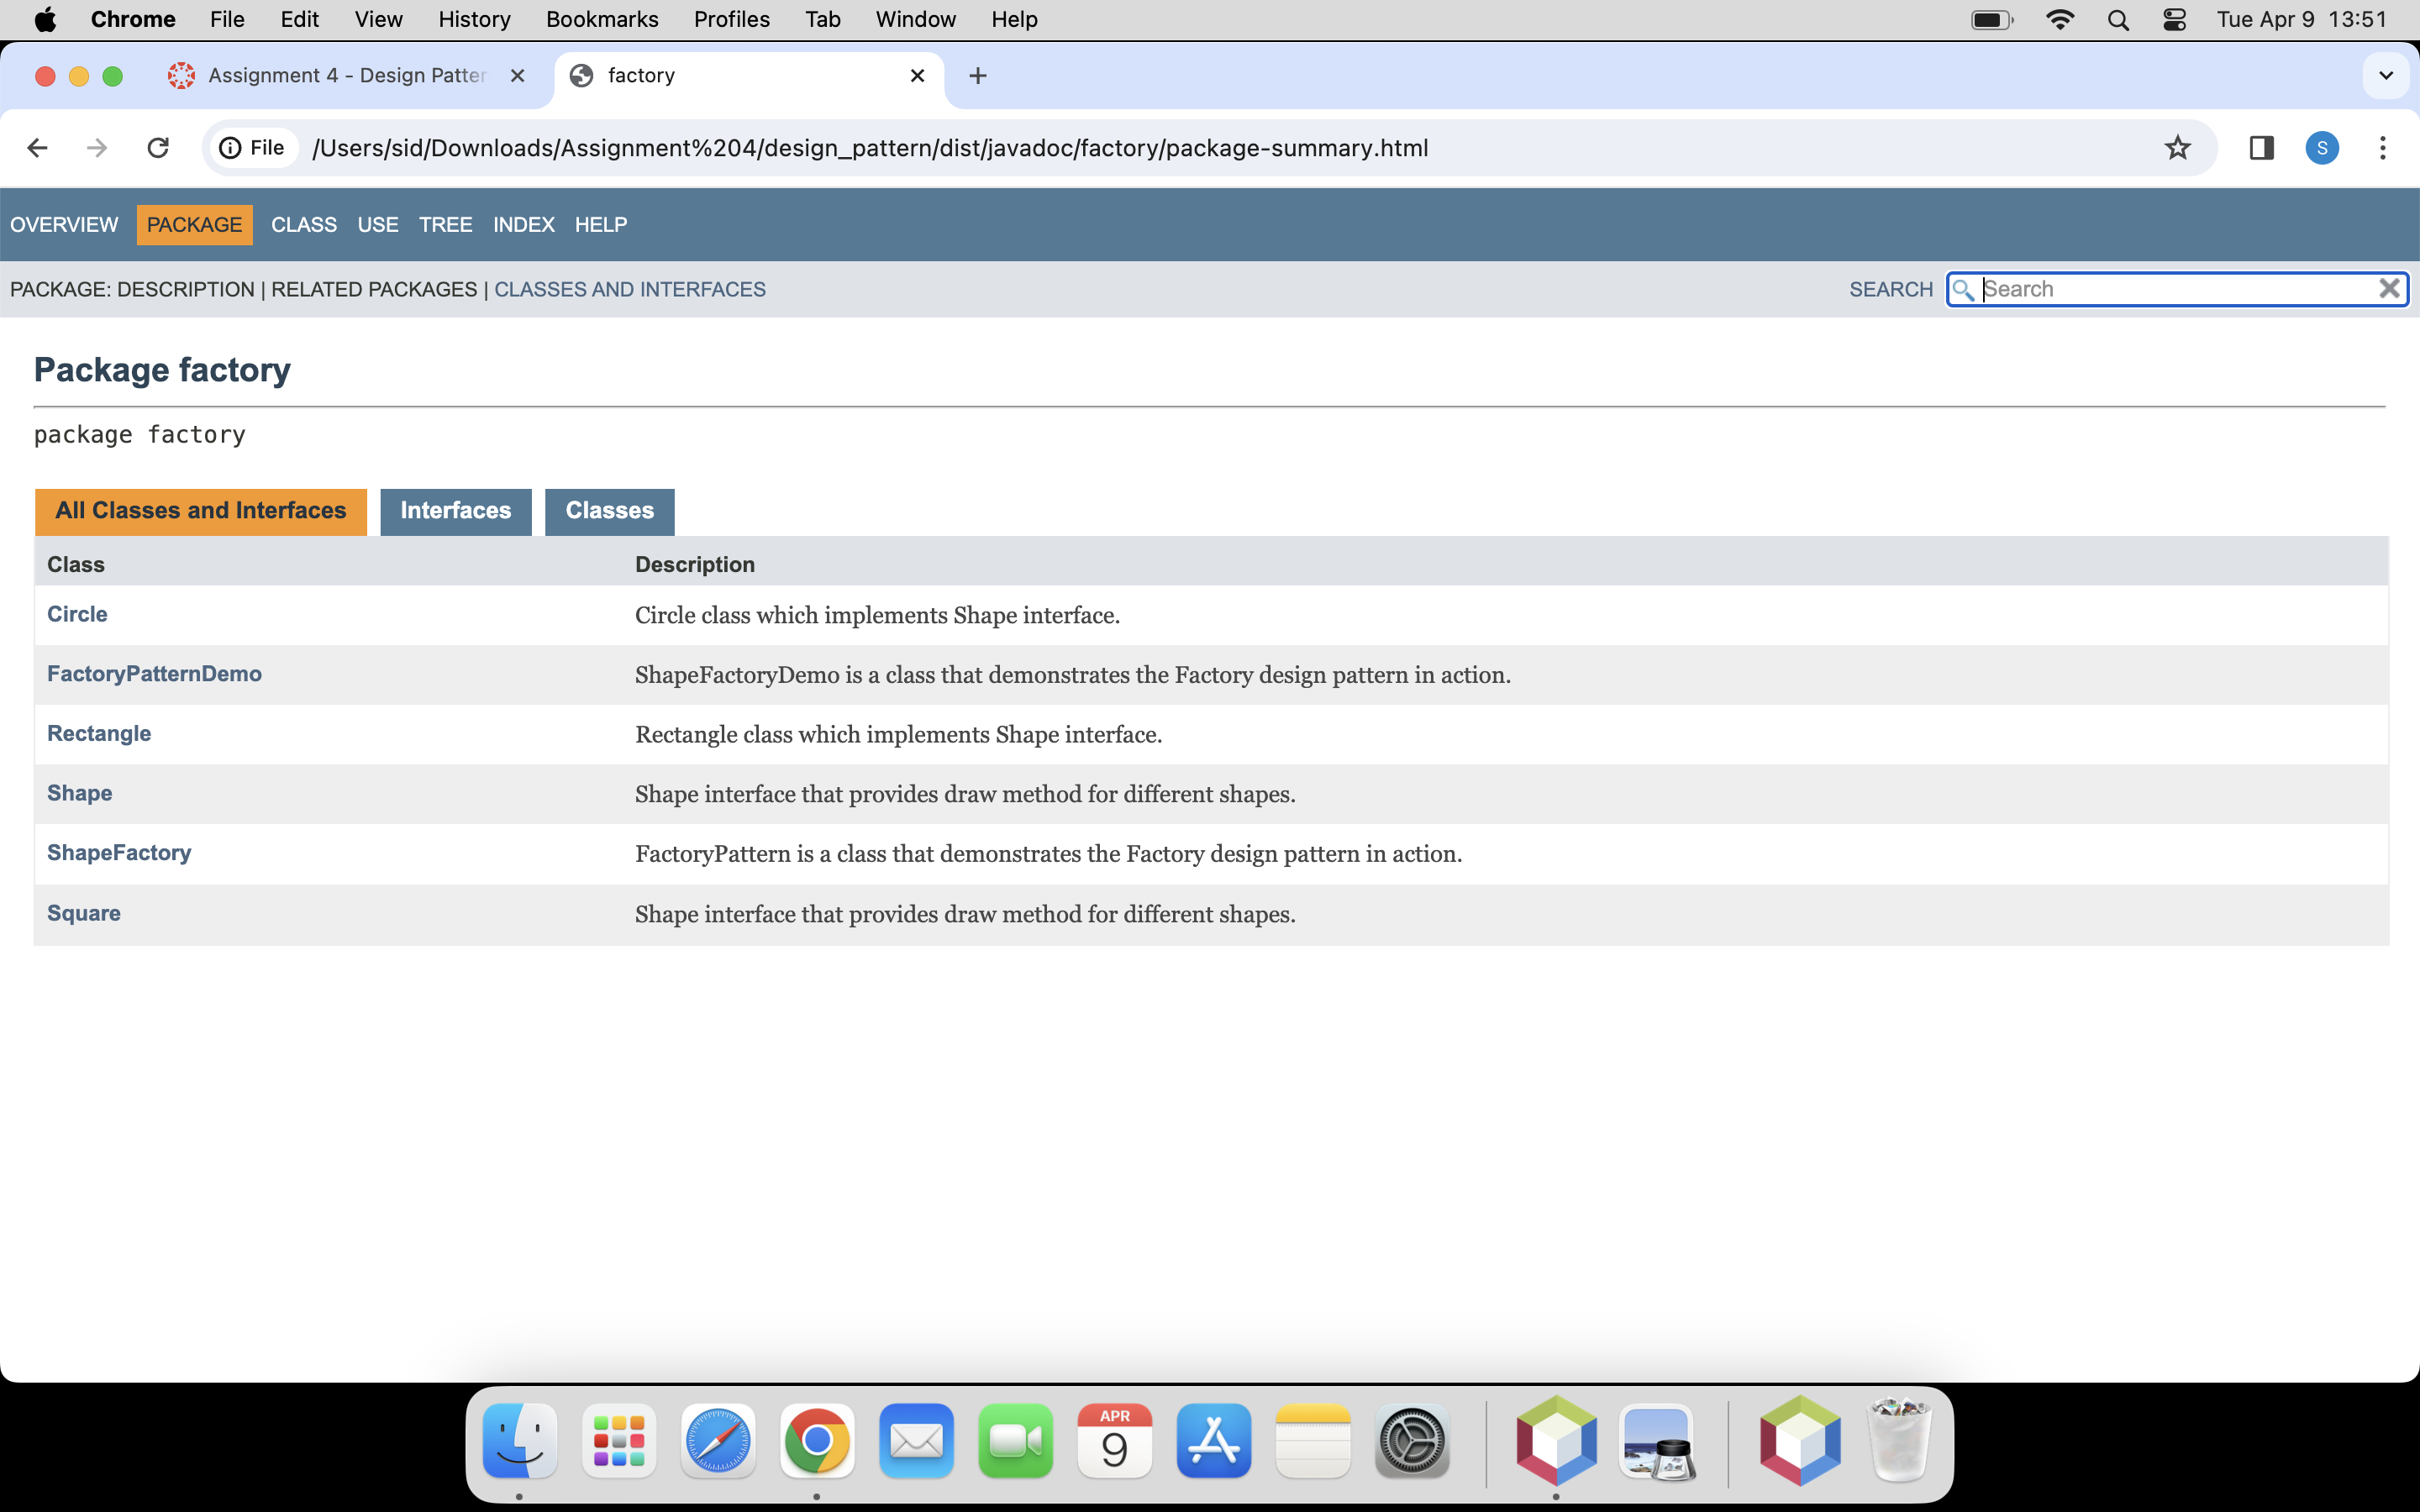 Chrome File Edit View History Bookmarks Profiles Tab Window Help Tue Apr 9 13:51
Assignment 4 - Design Patter factory
File /Users/sid/Downloads/Assignment%204/design_pattern/dist/javadoc/factory/package-summary.html S
OVERVIEW PACKAGE CLASS USE TREE INDEX HELP
PACKAGE: DESCRIPTION | RELATED PACKAGES | CLASSES AND INTERFACES SEARCH Search
Package factory
package factory
All Classes and Interfaces Interfaces Classes
Class Description
Circle Circle class which implements Shape interface.
FactoryPatternDemo ShapeFactoryDemo is a class that demonstrates the Factory design pattern in action.
Rectangle Rectangle class which implements Shape interface.
Shape Shape interface that provides draw method for different shapes.
ShapeFactory FactoryPattern is a class that demonstrates the Factory design pattern in action.
Square Shape interface that provides draw method for different shapes.
APR
9